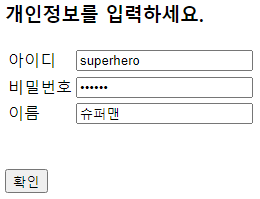 개인정보를 입력하세요.
아이디 superhero
비밀번호 ••••••
이름 슈퍼맨
확인